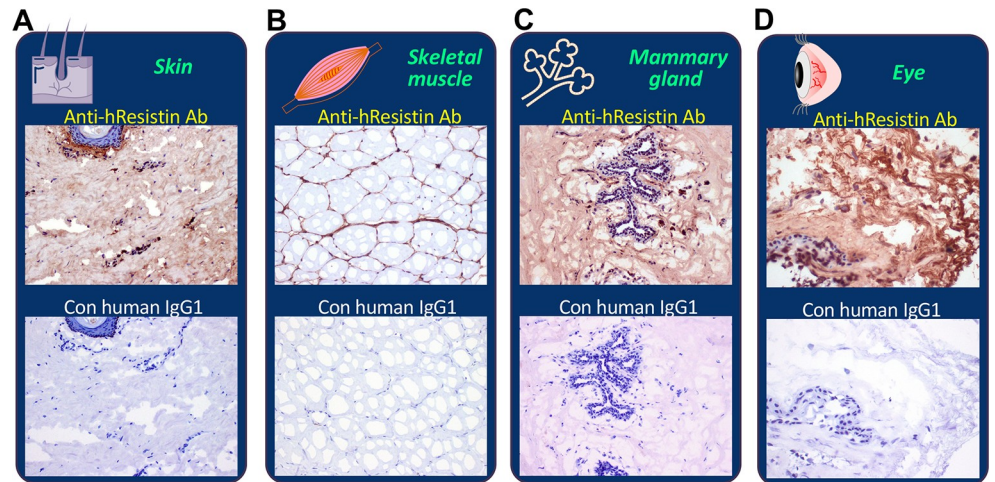 A
Skin
Anti-hResistin Ab
Con human IgG1
B
Skeletal
muscle
Anti-hResistin Ab
Con human IgG1
C
Mammary
gland
Anti-hResistin Ab
Con human IgG1
D
Eye
Anti-hResistin Ab
Con human IgG1